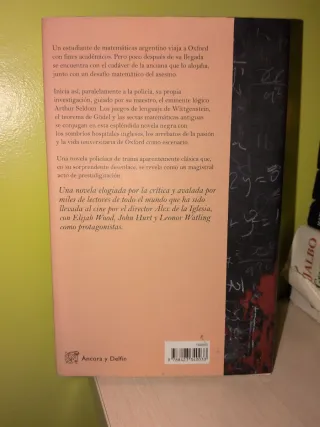 Un estudiante de matemáticas argentino viaja a Oxford
con fines académicos. Pero poco después de su llegada
se encuentra con el cadáver de la anciana que lo alojaba,
junto con un desafío matemático del asesino.
Inicia así, paralelamente a la policía, su propia
investigación, guiado por su maestro, el eminente lógico
Arthur Seldom. Los juegos de lenguaje de Wittgenstein,
el teorema de Gödel y las sectas matemáticas antiguas
se conjugan en esta espléndida novela negra con
los sombríos hospitales ingleses, los arrebatos de la pasión
y la vida universitaria de Oxford como escenario.
Una novela policíaca de trama aparentemente clásica que,
en su sorprendente desenlace, se revela como un magistral
acto de prestidigitación.
Una novela elogiada por la crítica y avalada por
miles de lectores de todo el mundo que ha sido
llevada al cine por el director Álex de la Iglesia,
con Elijah Wood, John Hurt y Leonor Watling
como protagonistas.
Áncora y Delfín
JALBO